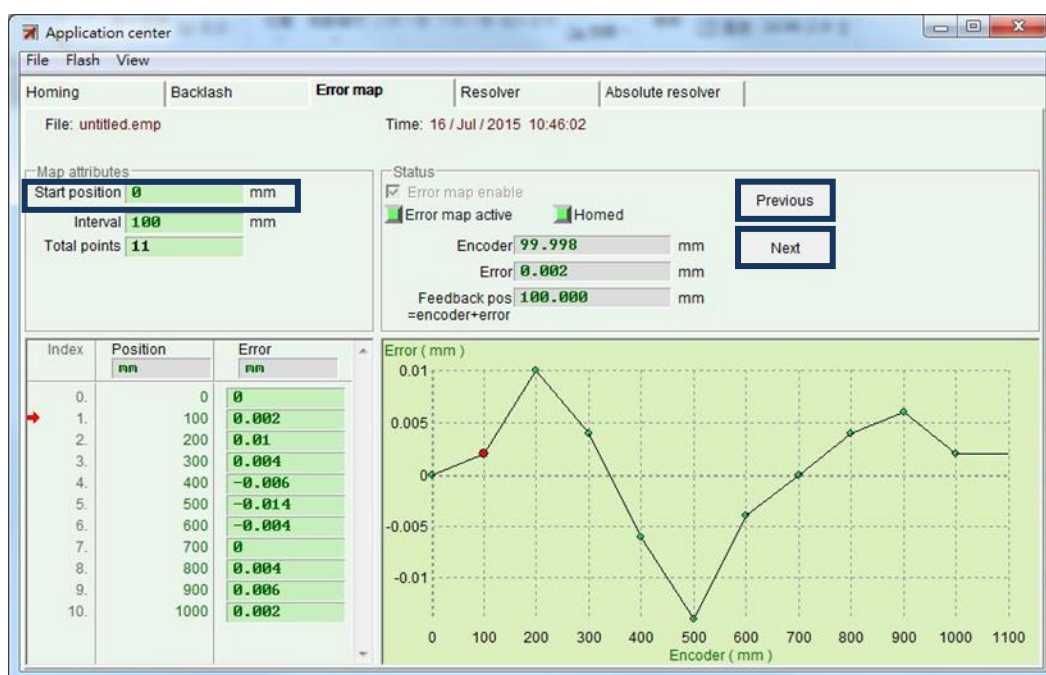 Application center
File Flash View
Homing Backlash Error map Resolver Absolute resolver
File: untitled.emp Time: 16 / Jul / 2015 10:46:02
Map attributes
Start position 0 mm
Interval 100 mm
Total points 11
Status
Error map enable
Error map active Homed
Encoder 99.998 mm
Error 0.002 mm
Feedback pos 100.000 mm
=encoder+error
Previous
Next
Index Position Error
mm mm
0. 0 0
1. 100 0.002
2. 200 0.01
3. 300 0.004
4. 400 -0.006
5. 500 -0.014
6. 600 -0.004
7. 700 0
8. 800 0.004
9. 900 0.006
10. 1000 0.002
Error ( mm )
0.01
0.005
0
-0.005
-0.01
0 100 200 300 400 500 600 700 800 900 1000 1100
Encoder ( mm )